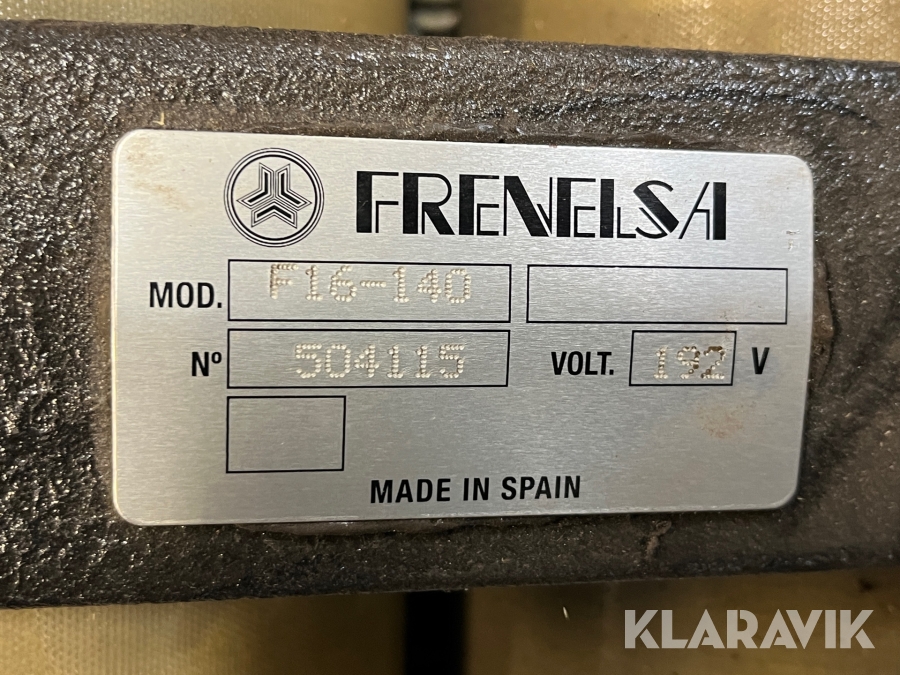 FRENELSA
MOD. F16-140
Nº 504115 VOLT. 192 V
MADE IN SPAIN
KLARAVIK